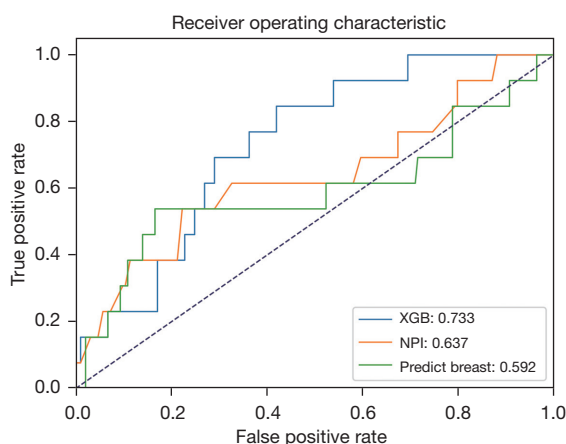 Receiver operating characteristic
True positive rate
1.0
0.8
0.6
0.4
0.2
0.0
XGB: 0.733
NPI: 0.637
Predict breast: 0.592
0.0 0.2 0.4 0.6 0.8 1.0
False positive rate